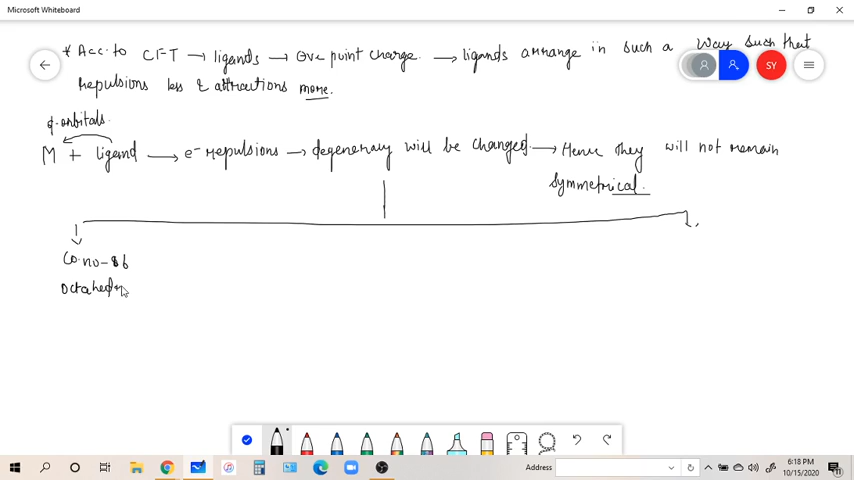 Microsoft Whiteboard
* Acc. to CFT → ligands → ⊖ve point charge. → ligands arrange in such a way such that
repulsions less & attractions more.
d-orbitals.
SY
M + ligand → e⁻ repulsions → degeneracy will be changed. → Hence they will not remain
symmetrical.
Co. no - 6
Octahed
Address
6:18 PM
10/15/2020